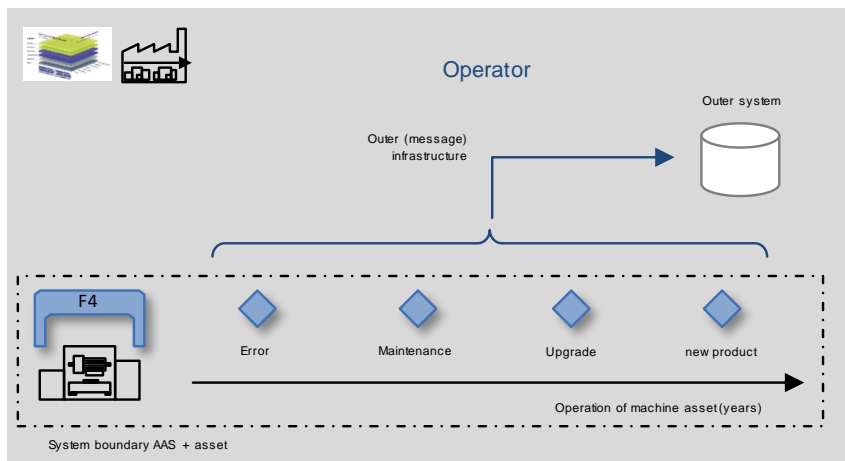 Operator
Outer system
Outer (message)
infrastructure
F4
Error
Maintenance
Upgrade
new product
Operation of machine asset (years)
System boundary AAS + asset